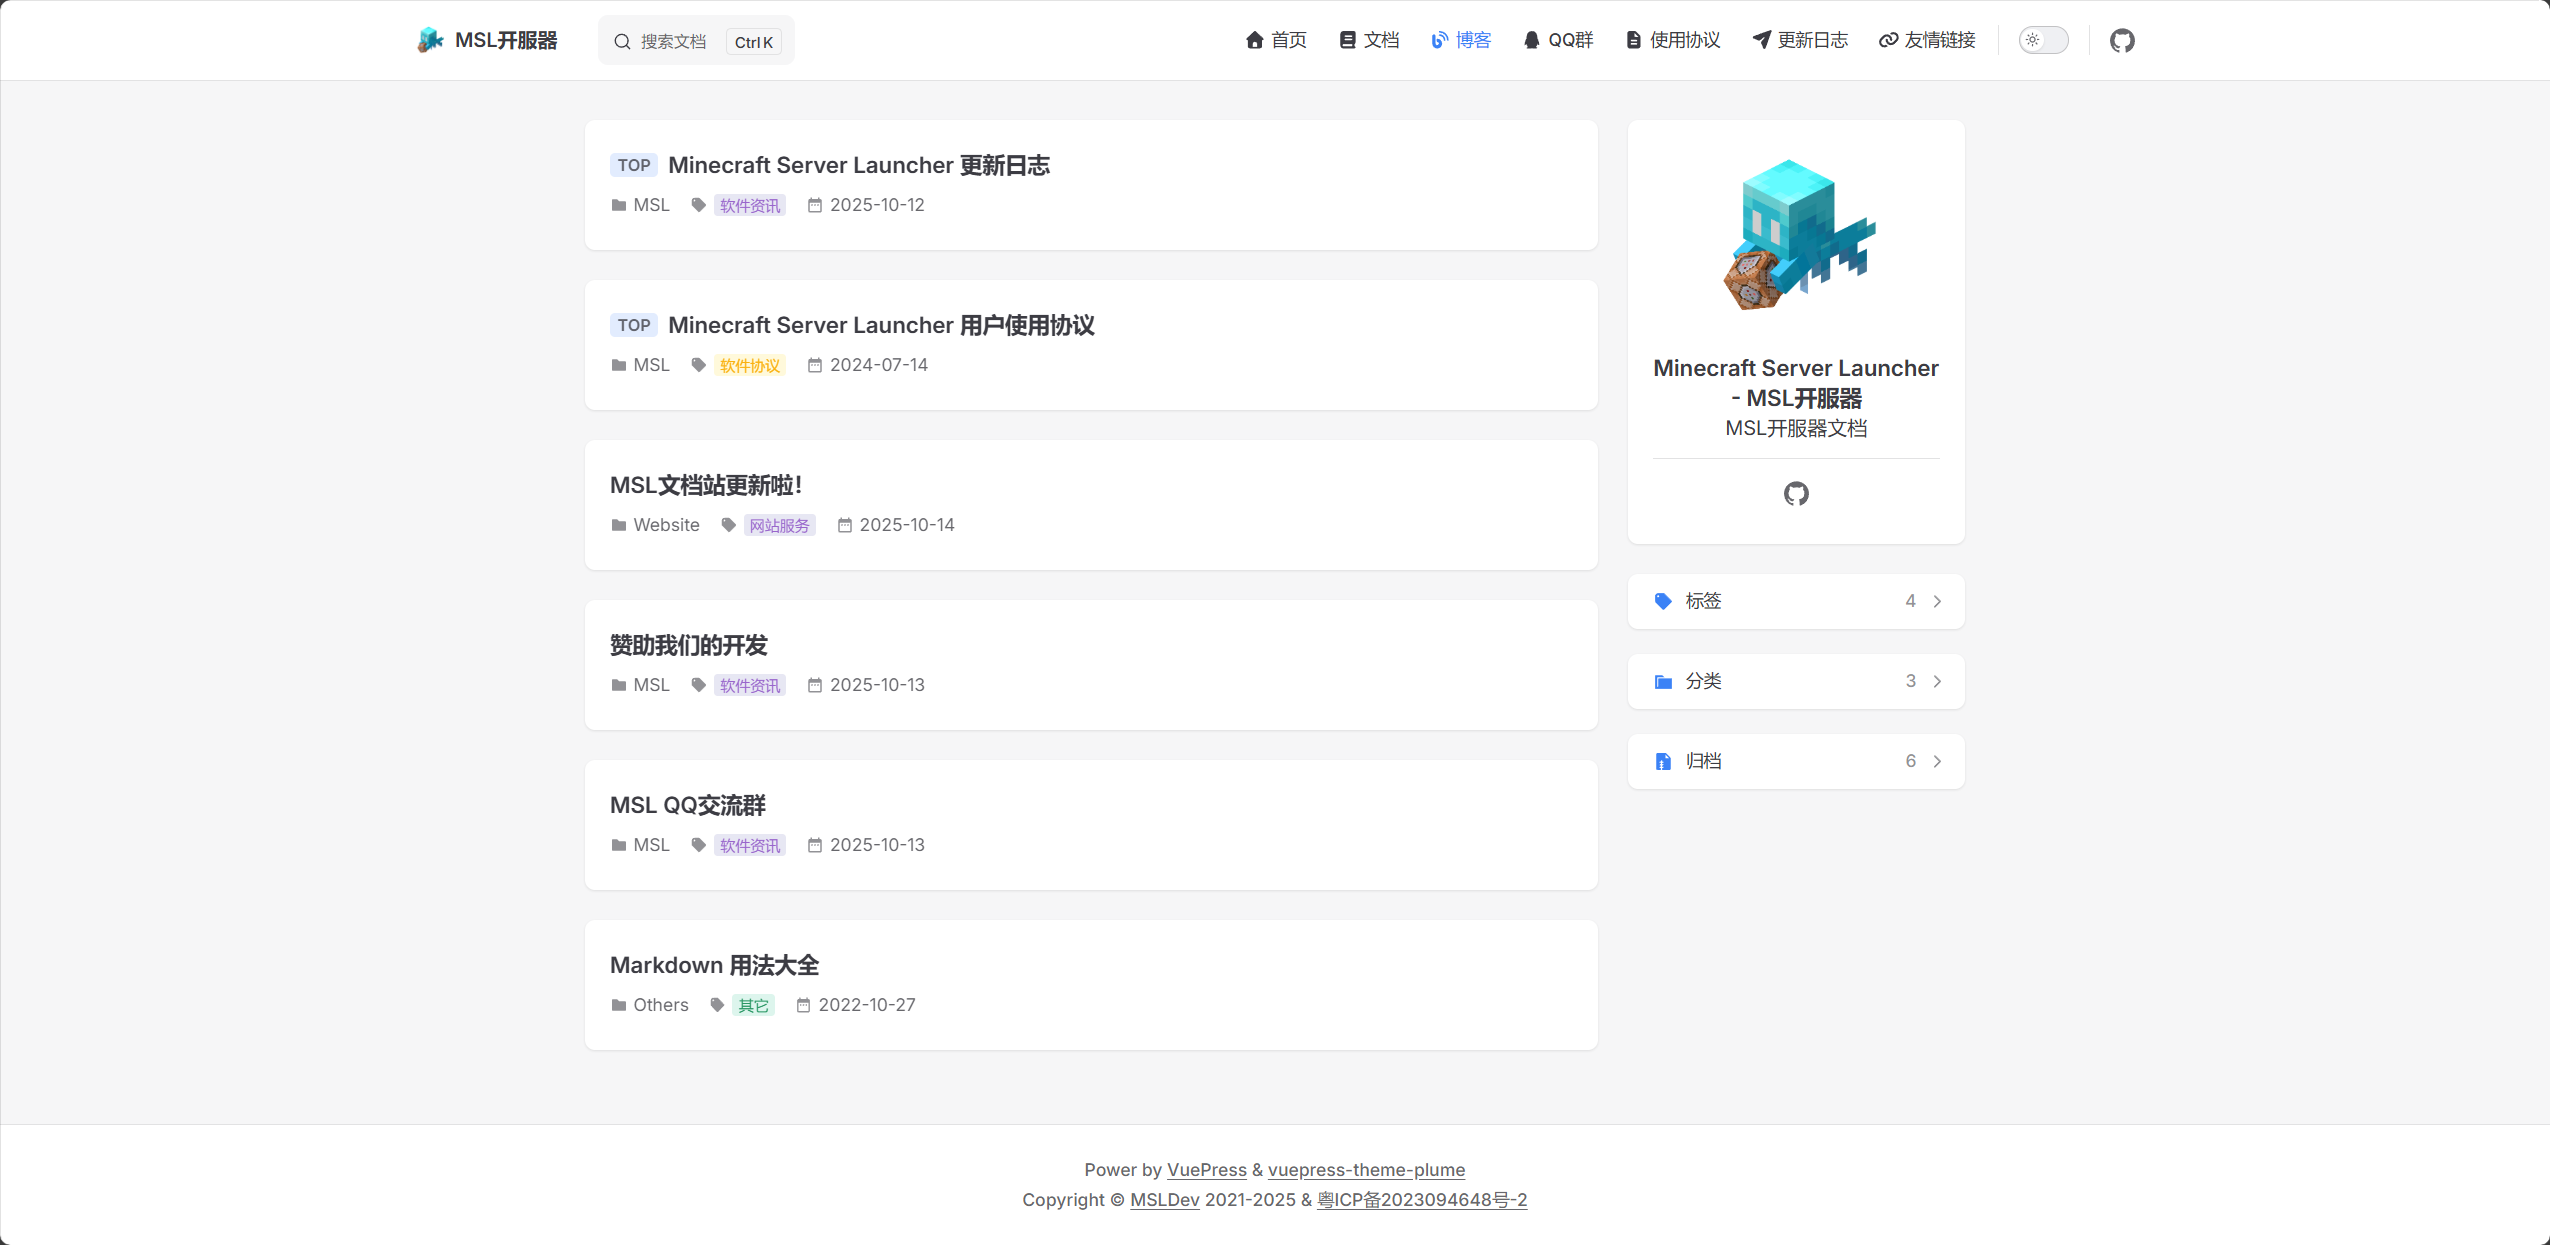 MSL开服器
搜索文档 Ctrl K
首页 文档 博客 QQ群 使用协议 更新日志 友情链接
TOP Minecraft Server Launcher 更新日志
MSL 软件资讯 2025-10-12
TOP Minecraft Server Launcher 用户使用协议
MSL 软件协议 2024-07-14
MSL文档站更新啦！
Website 网站服务 2025-10-14
赞助我们的开发
MSL 软件资讯 2025-10-13
MSL QQ交流群
MSL 软件资讯 2025-10-13
Markdown 用法大全
Others 其它 2022-10-27
Minecraft Server Launcher
- MSL开服器
MSL开服器文档
标签 4
分类 3
归档 6
Power by VuePress & vuepress-theme-plume
Copyright © MSLDev 2021-2025 & 粤ICP备2023094648号-2